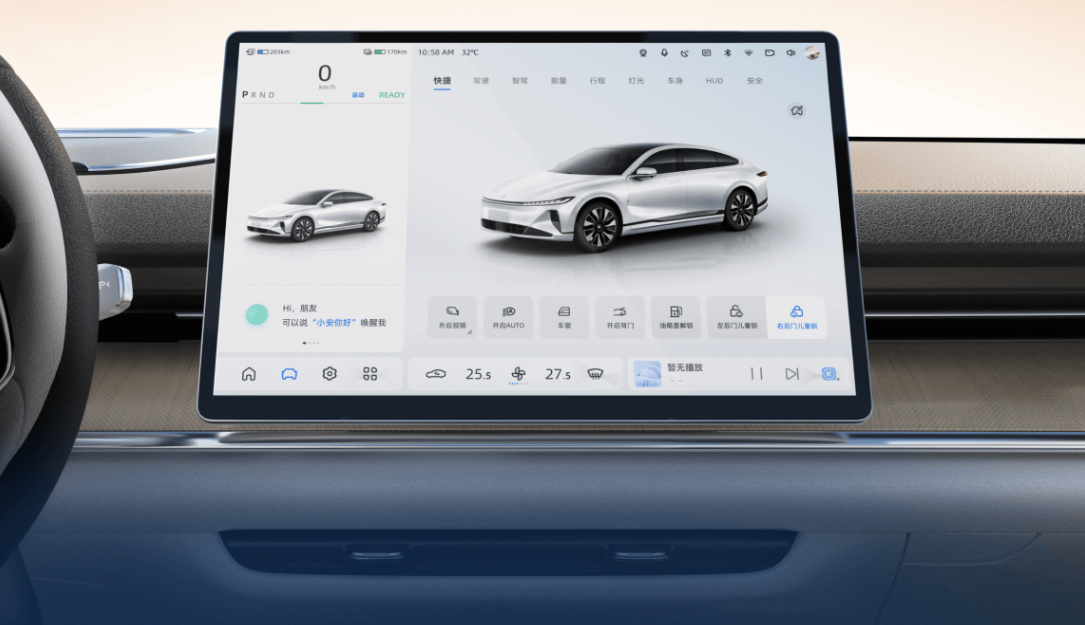 203km
170km
10:58 AM 32℃
0
km/h
P R N D
运动
READY
快捷
驾驶
智驾
能量
行程
灯光
车身
HUD
安全
Hi，朋友
可以说“小安你好”唤醒我
外后视镜
开启AUTO
车窗
开启背门
油箱盖解锁
左后门儿童锁
右后门儿童锁
25.5
27.5
暂无播放
-- --
P